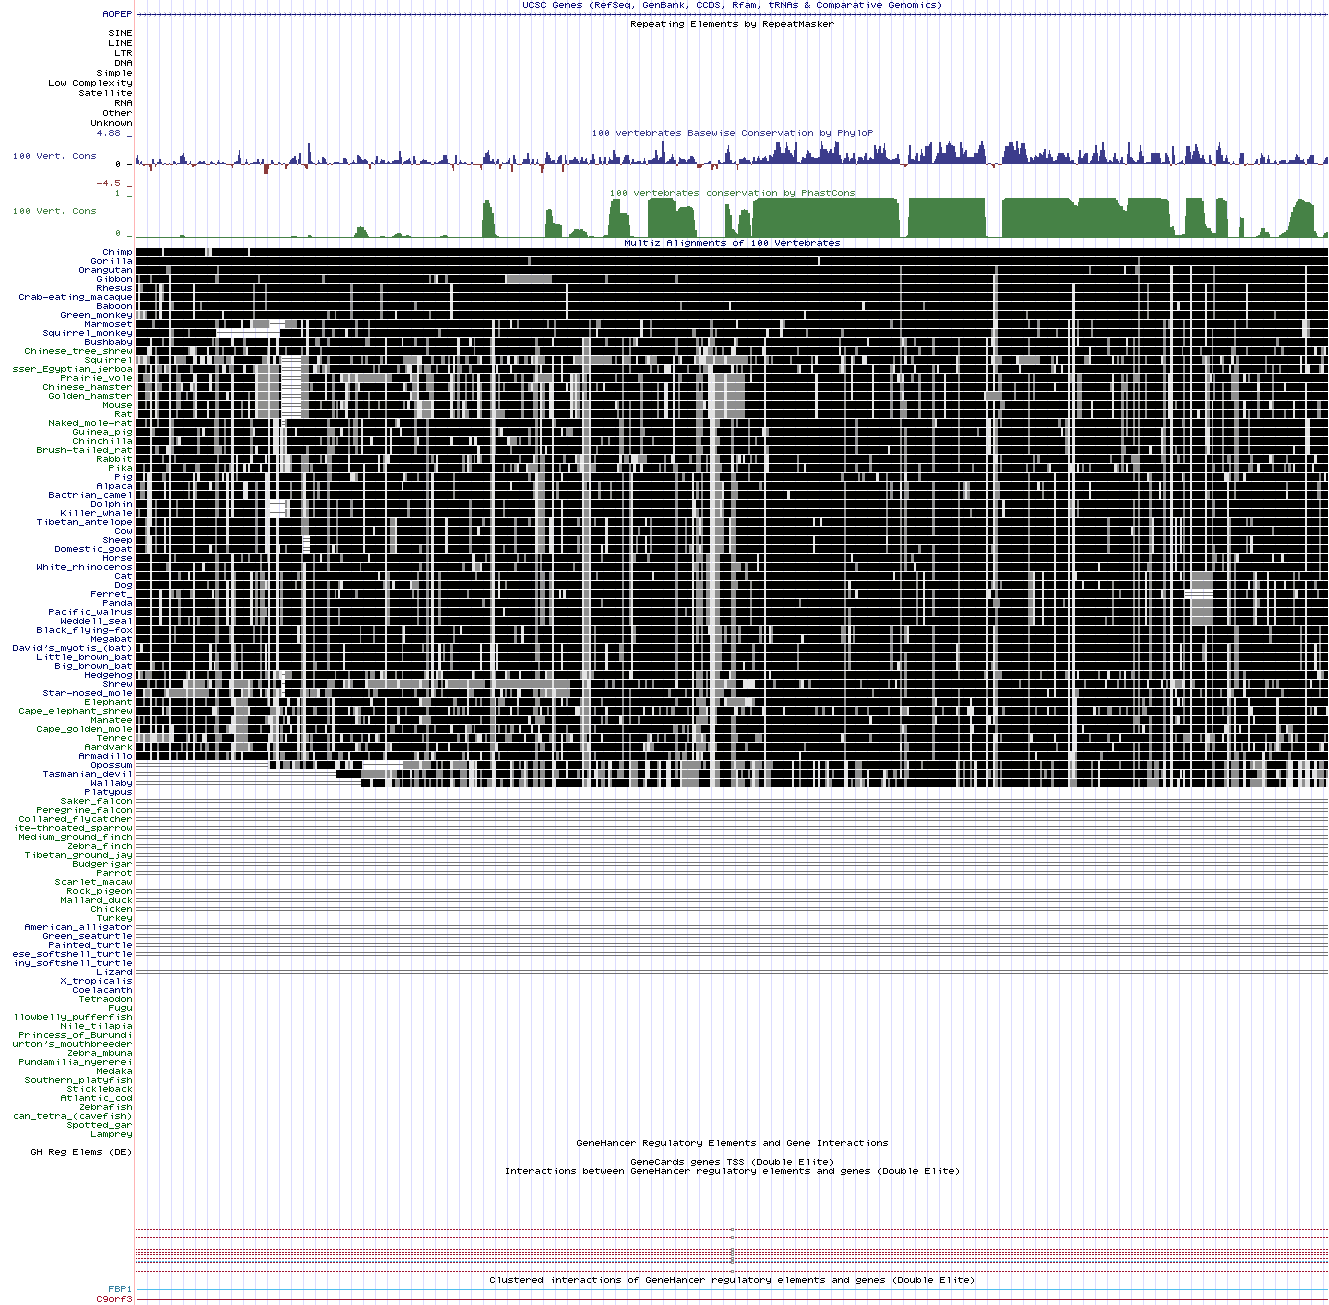 UCSC Genes (RefSeq, GenBank, CCDS, Rfam, tRNAs & Comparative Genomics)
AOPEP
Repeating Elements by RepeatMasker
SINE
LINE
LTR
DNA
Simple
Low Complexity
Satellite
RNA
Other
Unknown
4.88 _
100 vertebrates Basewise Conservation by PhyloP
100 Vert. Cons
0 -
-4.5 _
100 vertebrates conservation by PhastCons
1 _
100 Vert. Cons
0 _
Multiz Alignments of 100 Vertebrates
Chimp
Gorilla
Orangutan
Gibbon
Rhesus
Crab-eating_macaque
Baboon
Green_monkey
Marmoset
Squirrel_monkey
Bushbaby
Chinese_tree_shrew
Squirrel
sser_Egyptian_jerboa
Prairie_vole
Chinese_hamster
Golden_hamster
Mouse
Rat
Naked_mole-rat
Guinea_pig
Chinchilla
Brush-tailed_rat
Rabbit
Pika
Pig
Alpaca
Bactrian_camel
Dolphin
Killer_whale
Tibetan_antelope
Cow
Sheep
Domestic_goat
Horse
White_rhinoceros
Cat
Dog
Ferret_
Panda
Pacific_walrus
Weddell_seal
Black_flying-fox
Megabat
David's_myotis_(bat)
Little_brown_bat
Big_brown_bat
Hedgehog
Shrew
Star-nosed_mole
Elephant
Cape_elephant_shrew
Manatee
Cape_golden_mole
Tenrec
Aardvark
Armadillo
Opossum
Tasmanian_devil
Wallaby
Platypus
Saker_falcon
Peregrine_falcon
Collared_flycatcher
ite-throated_sparrow
Medium_ground_finch
Zebra_finch
Tibetan_ground_jay
Budgerigar
Parrot
Scarlet_macaw
Rock_pigeon
Mallard_duck
Chicken
Turkey
American_alligator
Green_seaturtle
Painted_turtle
ese_softshell_turtle
iny_softshell_turtle
Lizard
X_tropicalis
Coelacanth
Tetraodon
Fugu
llowbelly_pufferfish
Nile_tilapia
Princess_of_Burundi
urton's_mouthbreeder
Zebra_mbuna
Pundamilia_nyererei
Medaka
Southern_platyfish
Stickleback
Atlantic_cod
Zebrafish
can_tetra_(cavefish)
Spotted_gar
Lamprey
GeneHancer Regulatory Elements and Gene Interactions
GH Reg Elems (DE)
GeneCards genes TSS (Double Elite)
Interactions between GeneHancer regulatory elements and genes (Double Elite)
Clustered interactions of GeneHancer regulatory elements and genes (Double Elite)
FBP1
C9orf3